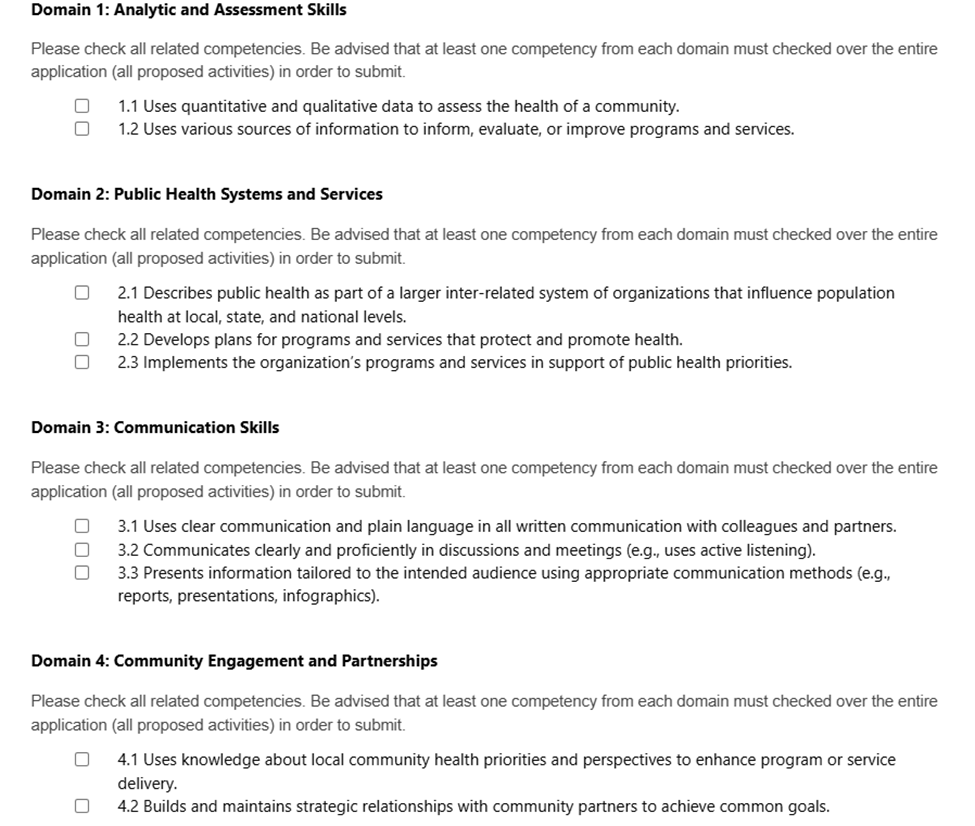 Domain 1: Analytic and Assessment Skills
Please check all related competencies. Be advised that at least one competency from each domain must checked over the entire
application (all proposed activities) in order to submit.
1.1 Uses quantitative and qualitative data to assess the health of a community.
1.2 Uses various sources of information to inform, evaluate, or improve programs and services.
Domain 2: Public Health Systems and Services
Please check all related competencies. Be advised that at least one competency from each domain must checked over the entire
application (all proposed activities) in order to submit.
2.1 Describes public health as part of a larger inter-related system of organizations that influence population
health at local, state, and national levels.
2.2 Develops plans for programs and services that protect and promote health.
2.3 Implements the organization's programs and services in support of public health priorities.
Domain 3: Communication Skills
Please check all related competencies. Be advised that at least one competency from each domain must checked over the entire
application (all proposed activities) in order to submit.
3.1 Uses clear communication and plain language in all written communication with colleagues and partners.
3.2 Communicates clearly and proficiently in discussions and meetings (e.g., uses active listening).
3.3 Presents information tailored to the intended audience using appropriate communication methods (e.g.,
reports, presentations, infographics).
Domain 4: Community Engagement and Partnerships
Please check all related competencies. Be advised that at least one competency from each domain must checked over the entire
application (all proposed activities) in order to submit.
4.1 Uses knowledge about local community health priorities and perspectives to enhance program or service
delivery.
4.2 Builds and maintains strategic relationships with community partners to achieve common goals.